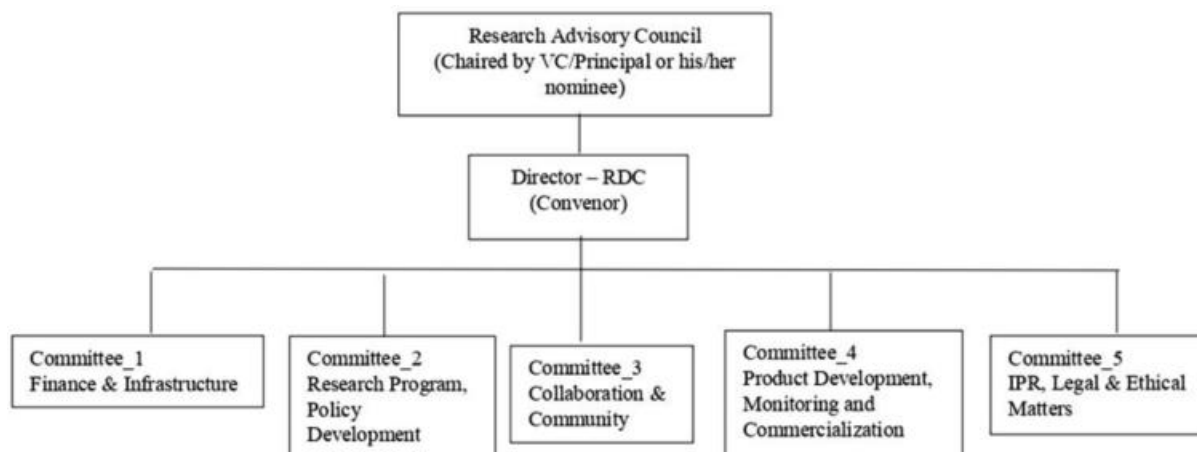 Research Advisory Council
(Chaired by VC/Principal or his/her
nominee)
Director – RDC
(Convenor)
Committee_1
Finance & Infrastructure
Committee_2
Research Program,
Policy
Development
Committee_3
Collaboration &
Community
Committee_4
Product Development,
Monitoring and
Commercialization
Committee_5
IPR, Legal & Ethical
Matters